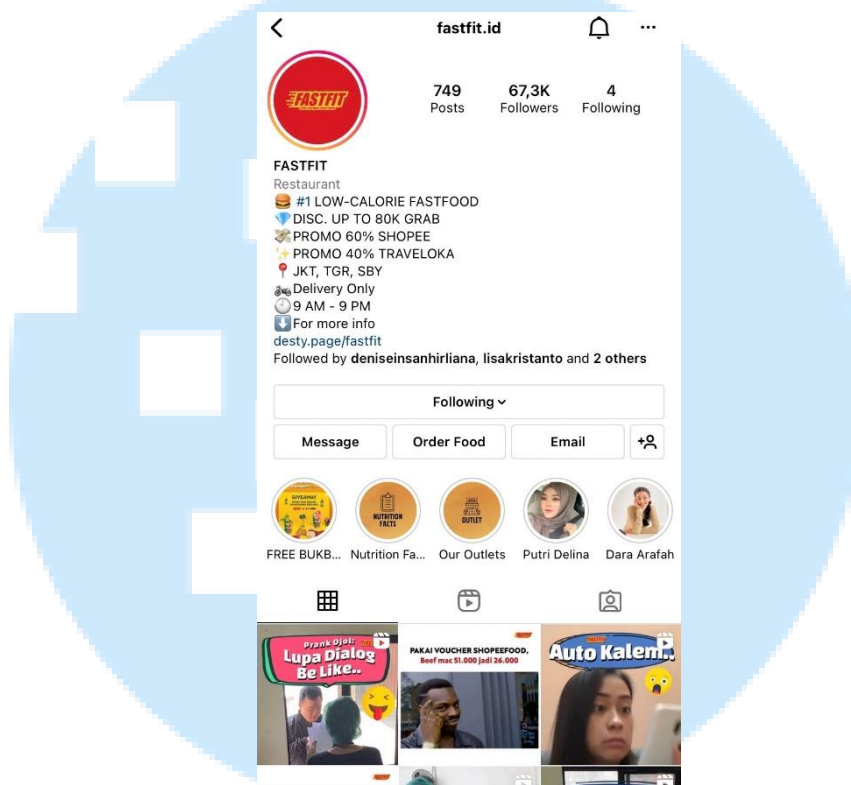 fastfit.id
FASTFIT
749 67,3K 4
Posts Followers Following
FASTFIT
Restaurant
#1 LOW-CALORIE FASTFOOD
DISC. UP TO 80K GRAB
PROMO 60% SHOPEE
PROMO 40% TRAVELOKA
JKT, TGR, SBY
Delivery Only
9 AM - 9 PM
For more info
desty.page/fastfit
Followed by deniseinsanhirliana, lisakristanto and 2 others
Following
Message Order Food Email
GIVEAWAY
NUTRITION
FACTS
OUTLET
FREE BUKB... Nutrition Fa... Our Outlets Putri Delina Dara Arafah
Prank Ojol:
Lupa Dialog
Be Like..
FASTFIT
PAKAI VOUCHER SHOPEEFOOD,
Beef mac 51.000 jadi 26.000
Auto Kalem..
FASTFIT